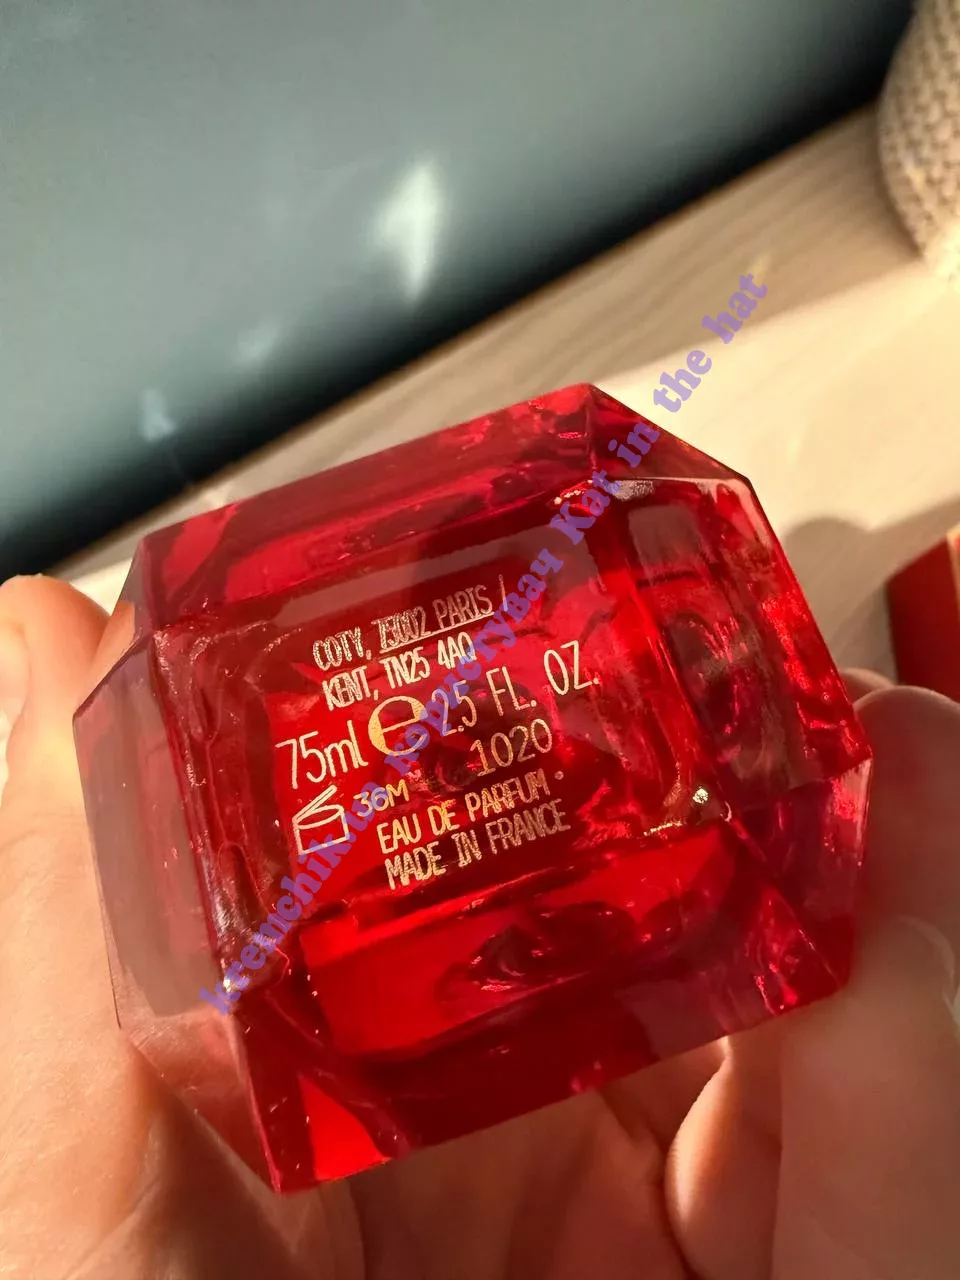 COTY, 75002 PARIS /
KENT, TN25 4AQ
75ml e 2.5 FL. OZ.
36M 1020
EAU DE PARFUM -
MADE IN FRANCE
Kat in the hat